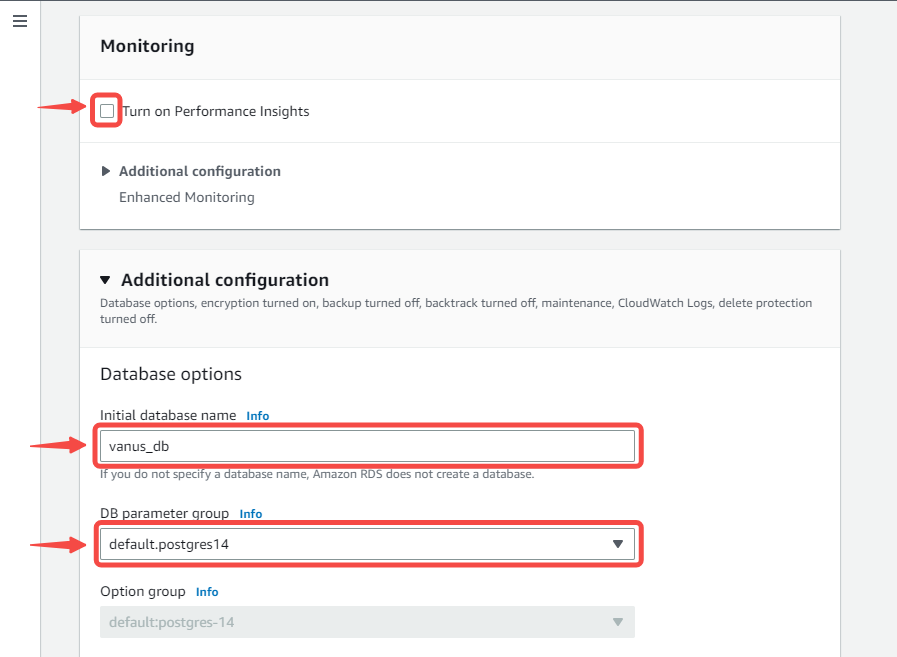 Monitoring
Turn on Performance Insights
Additional configuration
Enhanced Monitoring
Additional configuration
Database options, encryption turned on, backup turned off, backtrack turned off, maintenance, CloudWatch Logs, delete protection
turned off.
Database options
Initial database name Info
vanus_db
If you do not specify a database name, Amazon RDS does not create a database.
DB parameter group Info
default.postgres14
Option group Info
default:postgres-14